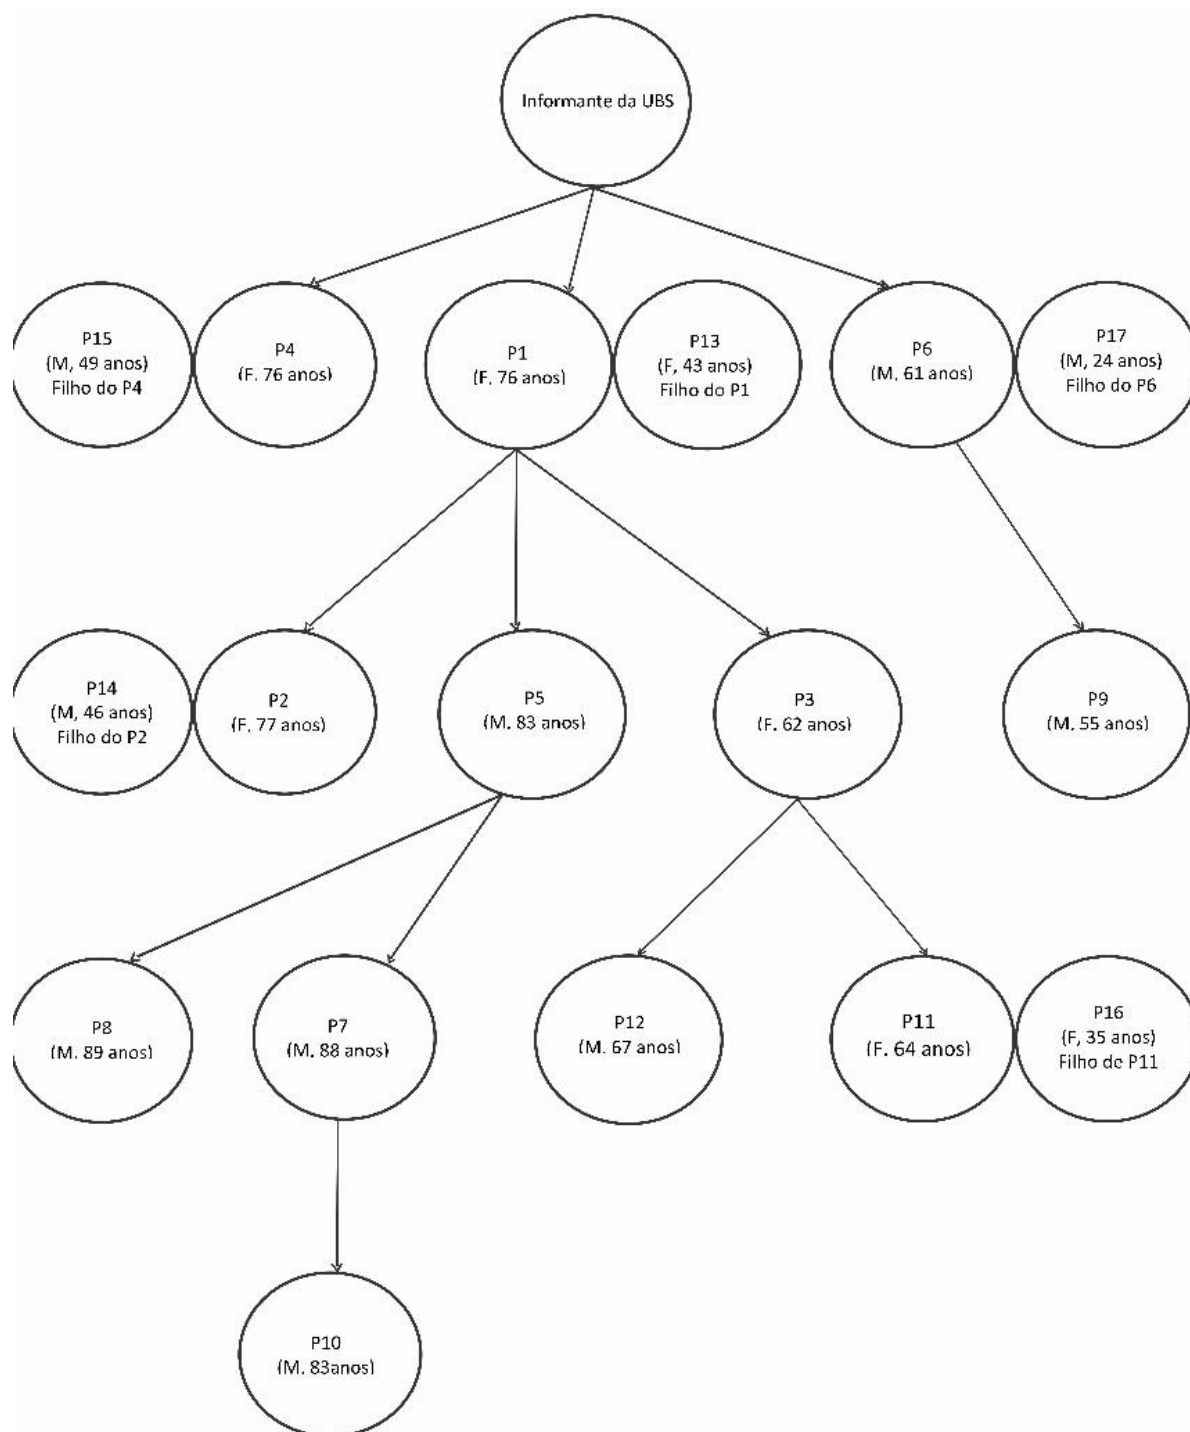 Informante da UBS
P15
(M, 49 anos)
Filho do P4
P4
(F. 76 anos)
P1
(F. 76 anos)
P13
(F, 43 anos)
Filho do P1
P6
(M. 61 anos)
P17
(M, 24 anos)
Filho do P6
P14
(M, 46 anos)
Filho do P2
P2
(F. 77 anos)
P5
(M. 83 anos)
P3
(F. 62 anos)
P9
(M. 55 anos)
P8
(M. 89 anos)
P7
(M. 88 anos)
P12
(M. 67 anos)
P11
(F. 64 anos)
P16
(F, 35 anos)
Filho de P11
P10
(M. 83anos)